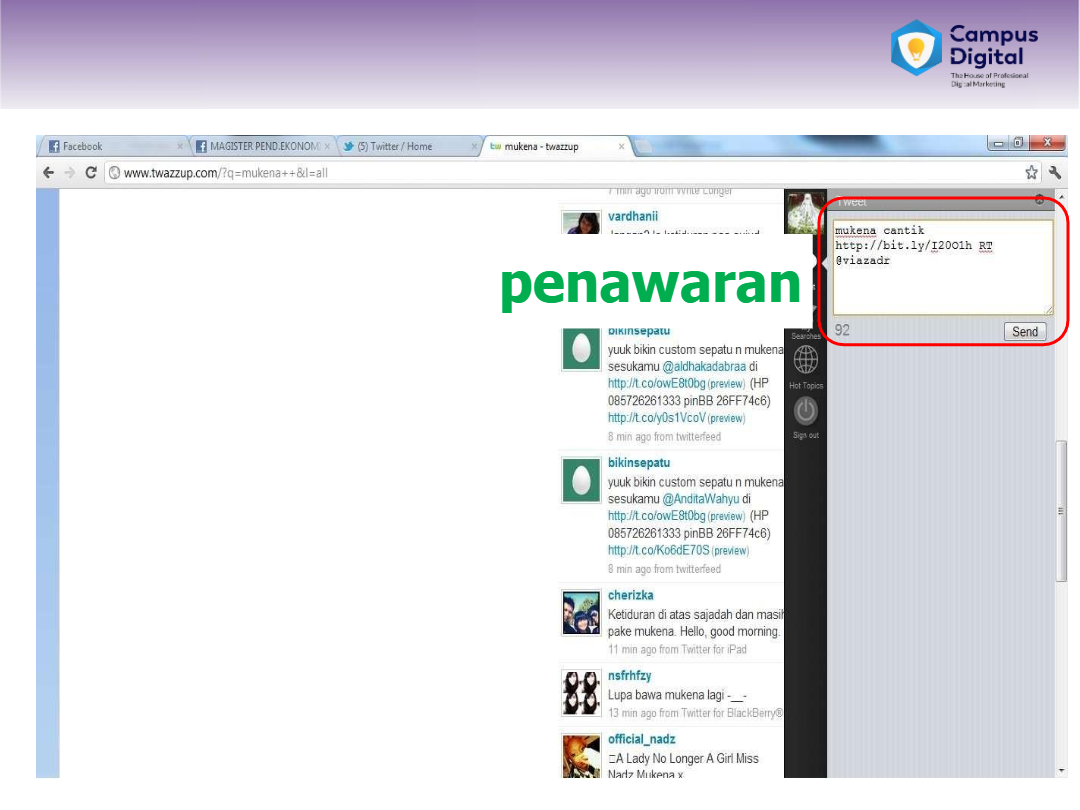 Campus
Digital
The House of Profesional
Digital Marketing
Facebook
MAGISTER PEND.EKONOMI
(5) Twitter / Home
mukena - twazzup
www.twazzup.com/?q=mukena++&l=all
7 min ago from Write Longer
vardhanii
penawaran
bikinsepatu
yuuk bikin custom sepatu n mukena
sesukamu @aldhakadabraa di
http://t.co/owE8t0bg (preview) (HP
085726261333 pinBB 26FF74c6)
http://t.co/y0s1VcoV (preview)
8 min ago from twitterfeed
bikinsepatu
yuuk bikin custom sepatu n mukena
sesukamu @AnditaWahyu di
http://t.co/owE8t0bg (preview) (HP
085726261333 pinBB 26FF74c6)
http://t.co/Ko6dE70S (preview)
8 min ago from twitterfeed
cherizka
Ketiduran di atas sajadah dan masih
pake mukena. Hello, good morning.
11 min ago from Twitter for iPad
nsfrhfzy
Lupa bawa mukena lagi -__-
13 min ago from Twitter for BlackBerry®
official_nadz
A Lady No Longer A Girl Miss
Nadz Mukena x
Searches
Hot Topics
Sign out
Tweet
mukena cantik
http://bit.ly/I20O1h RT
@viazadr
92
Send